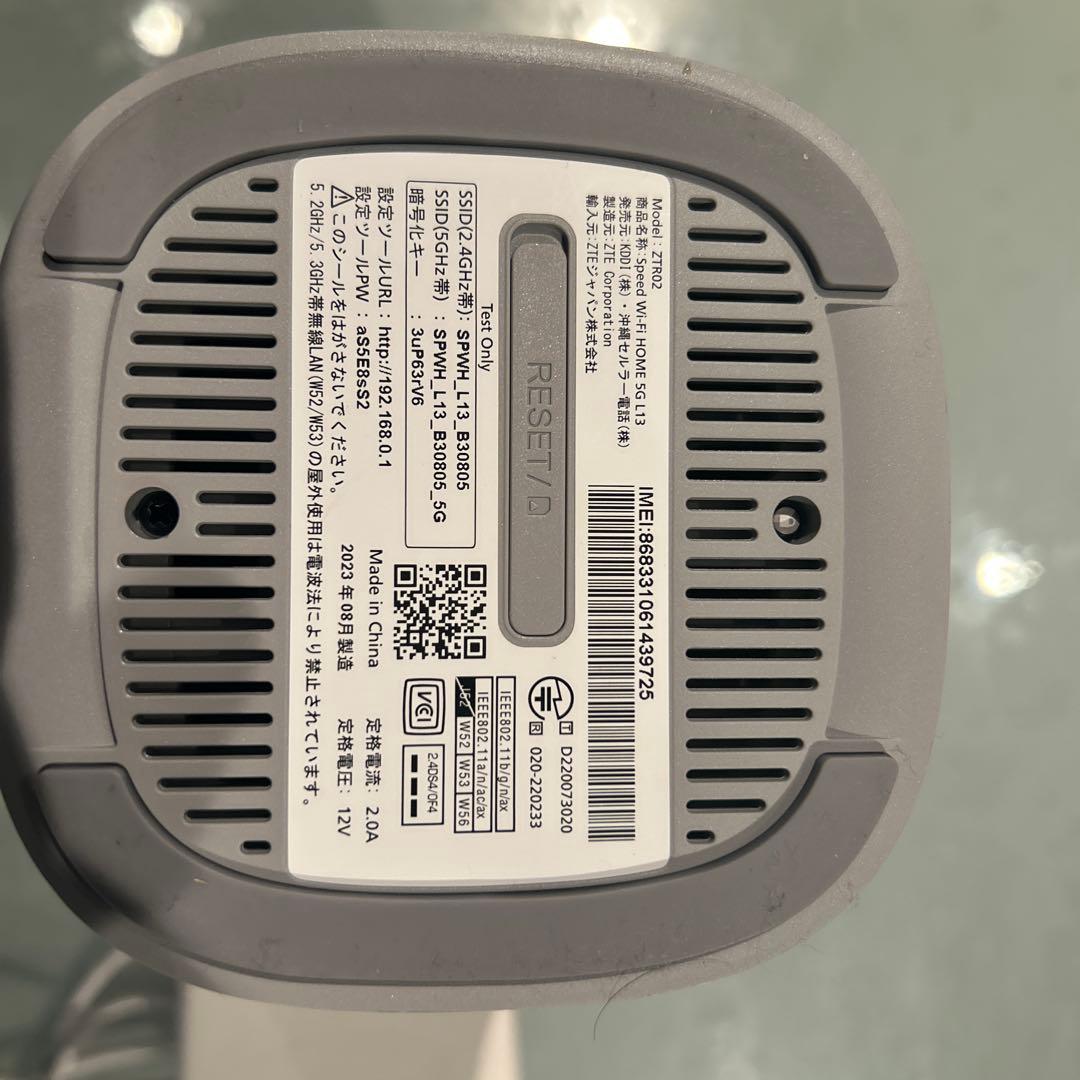 Model : ZTR02
商品名称:Speed Wi-Fi HOME 5G L13
発売元:KDDI(株)・沖縄セルラー電話(株)
製造元:ZTE Corporation
輸入元:ZTEジャパン株式会社
IMEI:868331061439725
RESET/
T D220073020
R 020-220233
Test Only
SSID(2.4GHz帯): SPWH_L13_B30805
SSID(5GHz帯) : SPWH_L13_B30805_5G
暗号化キー : 3uP63rV6
IEEE802.11b/g/n/ax
IEEE802.11a/n/ac/ax
J52 W52 W53 W56
VCI
2.4DS4/OF4
設定ツールURL : http://192.168.0.1
設定ツールPW : aS5E8sS2
Made in China
2023年08月製造
定格電流: 2.0A
定格電圧: 12V
⚠このシールをはがさないでください。
5.2GHz/5.3GHz帯無線LAN(W52/W53)の屋外使用は電波法により禁止されています。